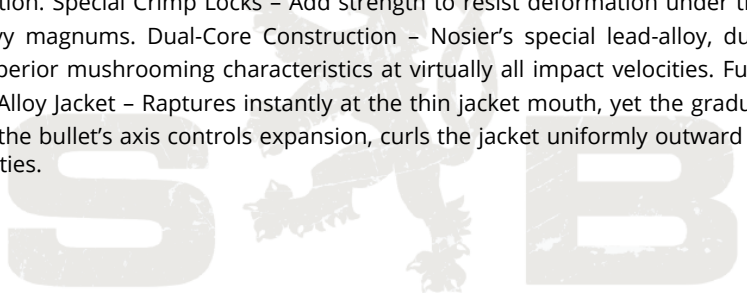 tion. Special Crimp Locks – Add strength to resist deformation under th
vy magnums. Dual-Core Construction – Nosier’s special lead-alloy, du
perior mushrooming characteristics at virtually all impact velocities. Fu
Alloy Jacket – Raptures instantly at the thin jacket mouth, yet the gradu
the bullet’s axis controls expansion, curls the jacket uniformly outward
ties.
S B